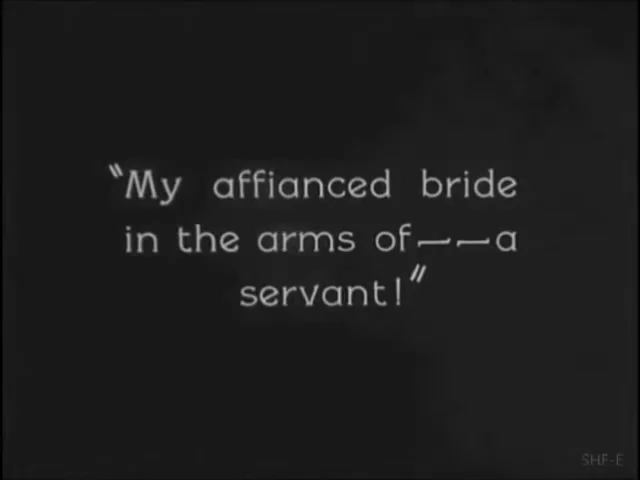 "My affianced bride
in the arms of——a
servant!"
SHF-E